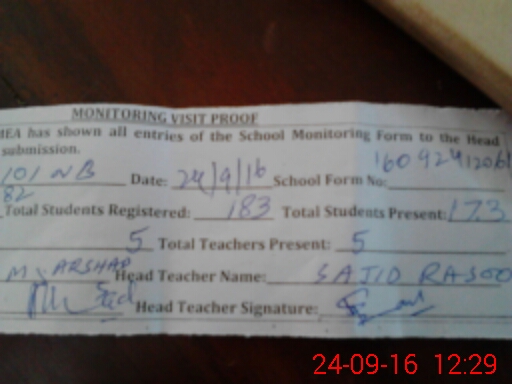 MONITORING VISIT PROOF
MEA has shown all entries of the School Monitoring Form to the Head
submission.
101 NB Date: 24/9/16 School Form No: 16092412061
82
Total Students Registered: 183 Total Students Present: 173
5 Total Teachers Present: 5
M ARSHAD Head Teacher Name: SAJID RASOO
Head Teacher Signature:
24-09-16 12:29